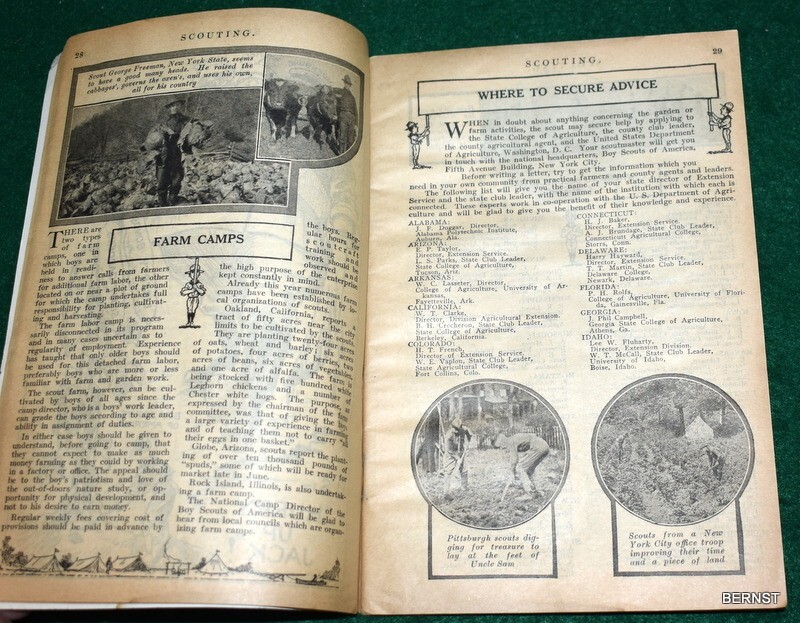 28
SCOUTING.
Scout George Freeman, New York State, seems
to have a good many heads. He raised the
cabbages', governs the oxen's, and uses his own,
all for his country
FARM CAMPS
THERE are
two types
of farm
camps, one in
which boys are
held in readi-
ness to answer calls from farmers
for additional farm labor, the other
located on or near a plot of ground
for which the camp undertakes full
responsibility for planting, cultivat-
ing and harvesting.
The farm labor camp is neces-
sarily disconnected in its program
and in many cases uncertain as to
regularity of employment. Experience
has taught that only older boys should
be used for this detached farm labor,
preferably boys who are more or less
familiar with farm and garden work.
The scout farm, however, can be cul-
tivated by boys of all ages since the
camp director, who is a boys' work leader,
can grade the boys according to age and
ability in assignment of duties.
In either case boys should be given to
understand, before going to camp, that
they cannot expect to make as much
money farming as they could by working
in a factory or office. The appeal should
be to the boy's patriotism and love of
the out-of-doors nature study, or op-
portunity for physical development, and
not to his desire to earn money.
Regular weekly fees covering cost of
provisions should be paid in advance by
the boys. Reg-
ular hours for
scoutcraft
training and
work should be
observed and
the high purpose of the enterprise
kept constantly in mind.
Already this year numerous farm
camps have been established by lo-
cal organizations of scouts.
Oakland, California, reports a
tract of fifty acres near the city
limits to be cultivated by the scouts.
They are planting twenty-four acres
of oats, wheat and barley; six acres
of potatoes, four acres of beans, two
acres of beans, six acres of vegetables,
and one acre of alfalfa. The farm is
being stocked with five hundred white
Leghorn chickens and a number of
Chester white hogs. The purpose, as
expressed by the chairman of the
committee, was that of giving the boys
a large variety of experience in farming
and of teaching them not to carry "all
their eggs in one basket."
Globe, Arizona, scouts report the plant-
ing of over ten thousand pounds of
"spuds," some of which will be ready for
market late in June.
Rock Island, Illinois, is also undertak-
ing a farm camp.
The National Camp Director of the
Boy Scouts of America will be glad to
hear from local councils which are organ-
izing farm camps.
SCOUTING.
29
WHERE TO SECURE ADVICE
WHEN in doubt about anything concerning the garden or
farm activities, the scout may secure help by applying to
the State College of Agriculture, the county club leader,
the county agricultural agent, and the United States Department
of Agriculture, Washington, D. C. Your scoutmaster will get you
in touch with the national headquarters, Boy Scouts of America,
Fifth Avenue Building, New York City.
Before writing a letter, try to get the information which you
need in your own community from practical farmers and county agents and leaders.
The following list will give you the name of your state director of Extension
Service and the state club leader, with the name of the institution with which each is
connected. These experts work in co-operation with the U. S. Department of Agri-
culture and will be glad to give you the benefit of their knowledge and experience.
ALABAMA:
J. F. Duggar, Director,
Alabama Polytechnic Institute,
Auburn, Ala.
ARIZONA:
E. P. Taylor,
Director, Extension Service.
L. S. Parks, State Club Leader,
State College of Agriculture,
Tucson, Ariz.
ARKANSAS:
W. C. Lasseter, Director,
College of Agriculture, University of Ar-
kansas,
Fayetteville, Ark.
CALIFORNIA:
W. T. Clarke,
Director, Division Agricultural Extension.
B. H. Crocheron, State Club Leader,
State College of Agriculture,
Berkeley, California.
COLORADO:
H. T. French,
Director of Extension Service.
W. E. Vaplon, State Club Leader,
State Agricultural College,
Fort Collins, Colo.
CONNECTICUT:
H. J. Baker,
Director, Extension Service.
A. J. Brundage, State Club Leader,
Connecticut Agricultural College,
Storrs, Conn.
DELAWARE:
Harry Hayward,
Director, Extension Service.
T. T. Martin, State Club Leader,
Delaware College,
Newark, Delaware.
FLORIDA:
P. H. Rolfs,
College of Agriculture, University of Flori-
da, Gainesville, Fla.
GEORGIA:
J. Phil Campbell,
Georgia State College of Agriculture,
Athens, Ga.
IDAHO:
Lee W. Fluharty,
Director, Extension Division.
W. T. McCall, State Club Leader,
University of Idaho,
Boise, Idaho.
Pittsburgh scouts dig-
ging for treasure to
lay at the feet of
Uncle Sam
Scouts from a New
York City office troop
improving their time
and a piece of land
BERNST